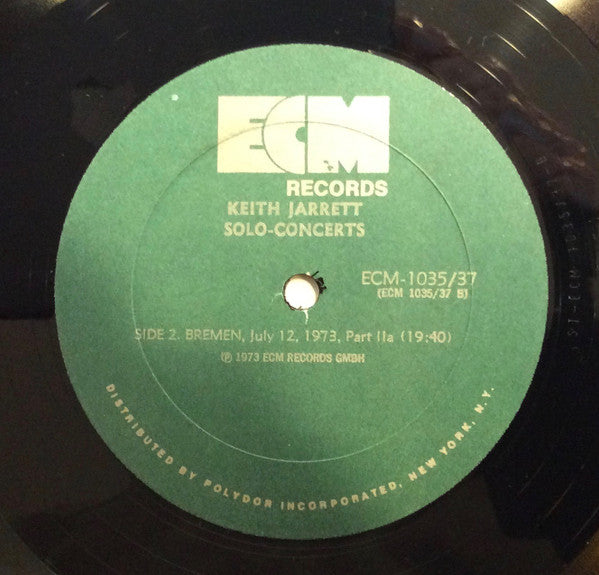 ECM
RECORDS
KEITH JARRETT
SOLO-CONCERTS
ECM-1035/37
(ECM 1035/37 B)
SIDE 2. BREMEN, July 12, 1973, Part IIa (19:40)
℗ 1973 ECM RECORDS GMBH
DISTRIBUTED BY POLYDOR INCORPORATED, NEW YORK, N.Y.